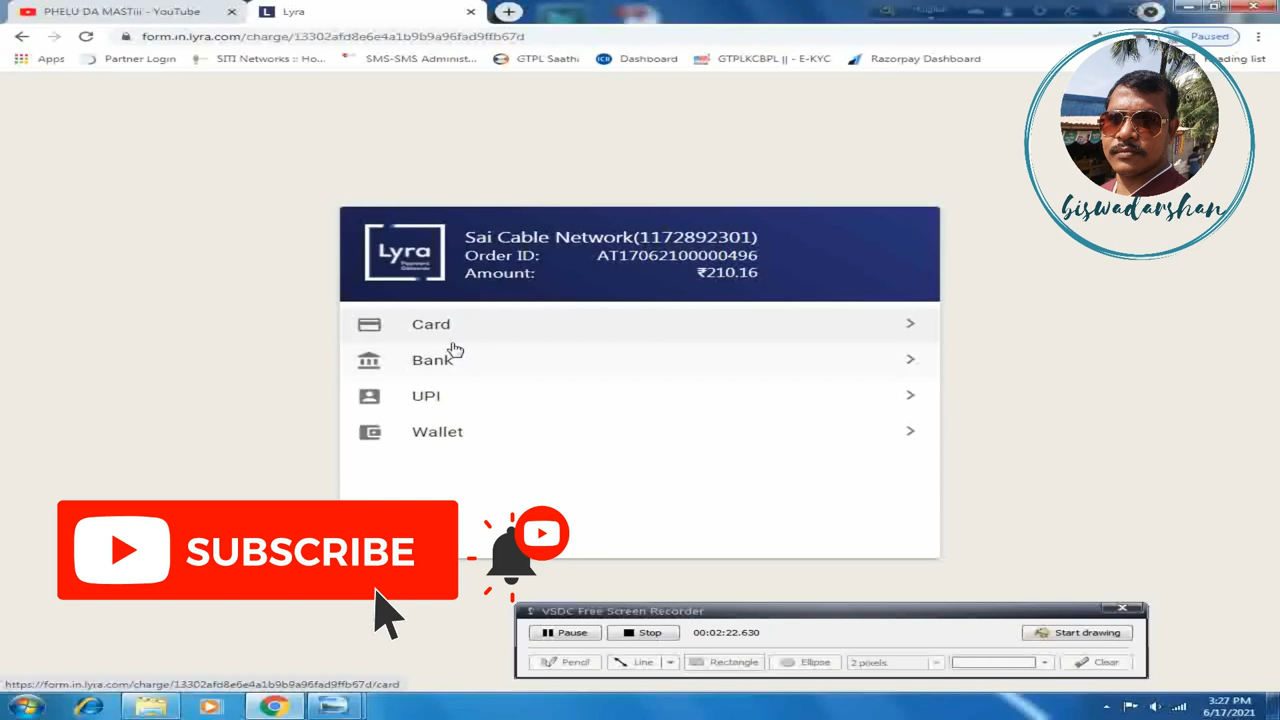 PHELU DA MASTiii - YouTube
Lyra
form.in.lyra.com/charge/13302afd8e6e4a1b9b9a96fad9ffb67d
Paused
Apps
Partner Login
SITI Networks :: Ho...
SMS-SMS Administ...
GTPL Saathi
Dashboard
GTPLKCBPL || - E-KYC
Razorpay Dashboard
Reading list
biswadarshan
Lyra
Payment
Gateway
Sai Cable Network(1172892301)
Order ID: AT17062100000496
Amount: ₹210.16
Card
Bank
UPI
Wallet
SUBSCRIBE
VSDC Free Screen Recorder
Pause
Stop
00:02:22.630
Start drawing
Pencil
Line
Rectangle
Ellipse
2 pixels
Clear
https://form.in.lyra.com/charge/13302afd8e6e4a1b9b9a96fad9ffb67d/card
3:27 PM
6/17/2021